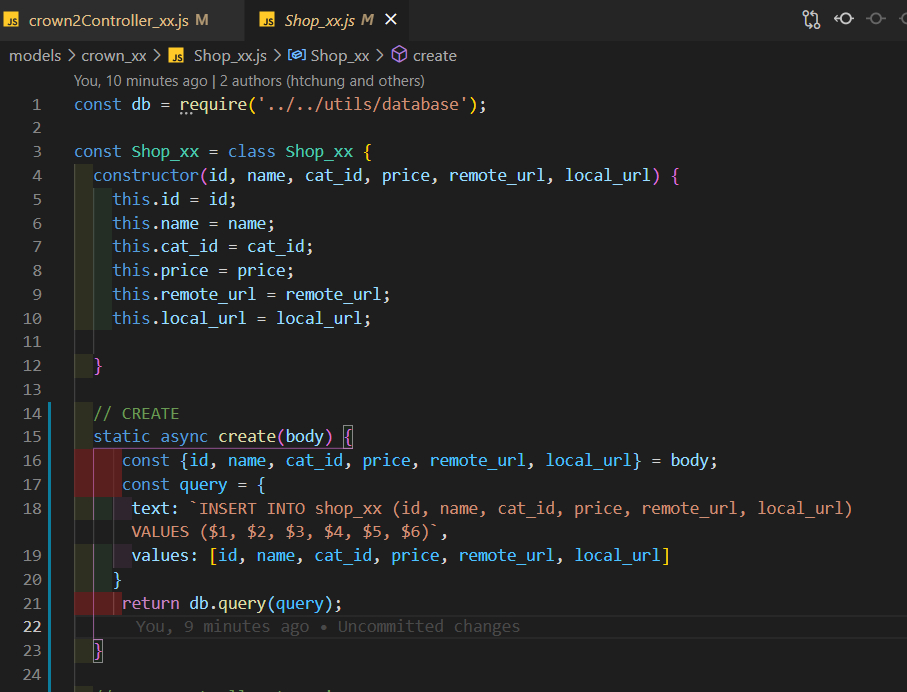 JS crown2Controller_xx.js M JS Shop_xx.js M
models > crown_xx > JS Shop_xx.js > Shop_xx > create
You, 10 minutes ago | 2 authors (htchung and others)
1 const db = require('../../utils/database');
2
3 const Shop_xx = class Shop_xx {
4 constructor(id, name, cat_id, price, remote_url, local_url) {
5 this.id = id;
6 this.name = name;
7 this.cat_id = cat_id;
8 this.price = price;
9 this.remote_url = remote_url;
10 this.local_url = local_url;
11
12 }
13
14 // CREATE
15 static async create(body) {
16 const {id, name, cat_id, price, remote_url, local_url} = body;
17 const query = {
18 text: `INSERT INTO shop_xx (id, name, cat_id, price, remote_url, local_url)
VALUES ($1, $2, $3, $4, $5, $6)`,
19 values: [id, name, cat_id, price, remote_url, local_url]
20 }
21 return db.query(query);
22 You, 9 minutes ago • Uncommitted changes
23 }
24